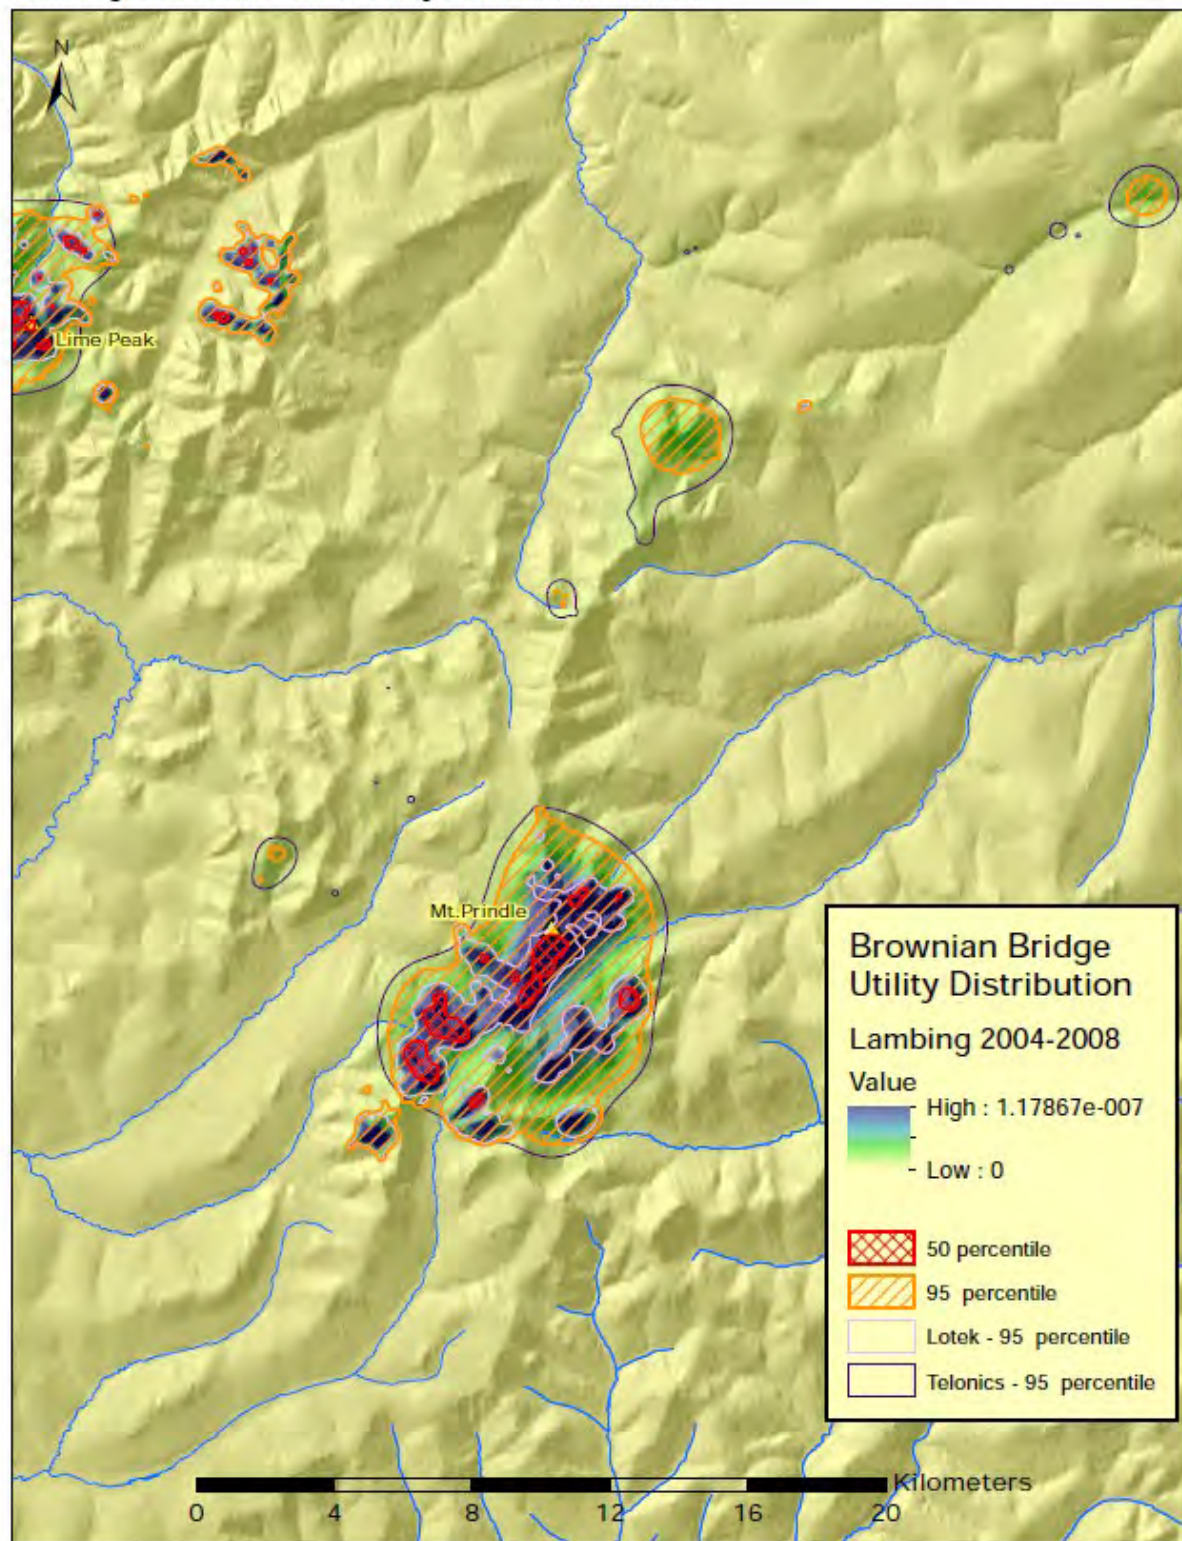 N
Lime Peak
Mt.Prindle
Brownian Bridge
Utility Distribution
Lambing 2004-2008
Value
High : 1.17867e-007
Low : 0
50 percentile
95 percentile
Lotek - 95 percentile
Telonics - 95 percentile
Kilometers
0 4 8 12 16 20